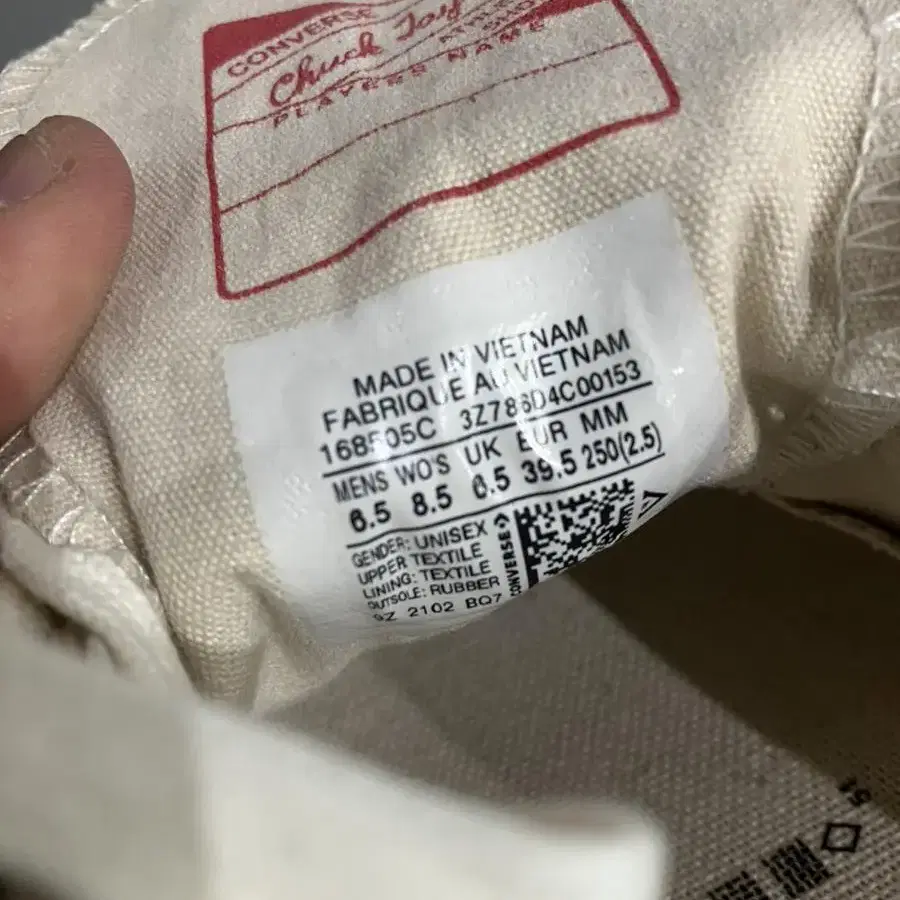 CONVERSE
Chuck Tay
PLAYERS NAME
MADE IN VIETNAM
FABRIQUE AU VIETNAM
168505C 3Z786D4C00153
MENS WO'S UK EUR MM
6.5 8.5 6.5 39.5 250(2.5)
GENDER: UNISEX
UPPER TEXTILE
LINING: TEXTILE
OUTSOLE: RUBBER
2102 BQ7
CONVERSE